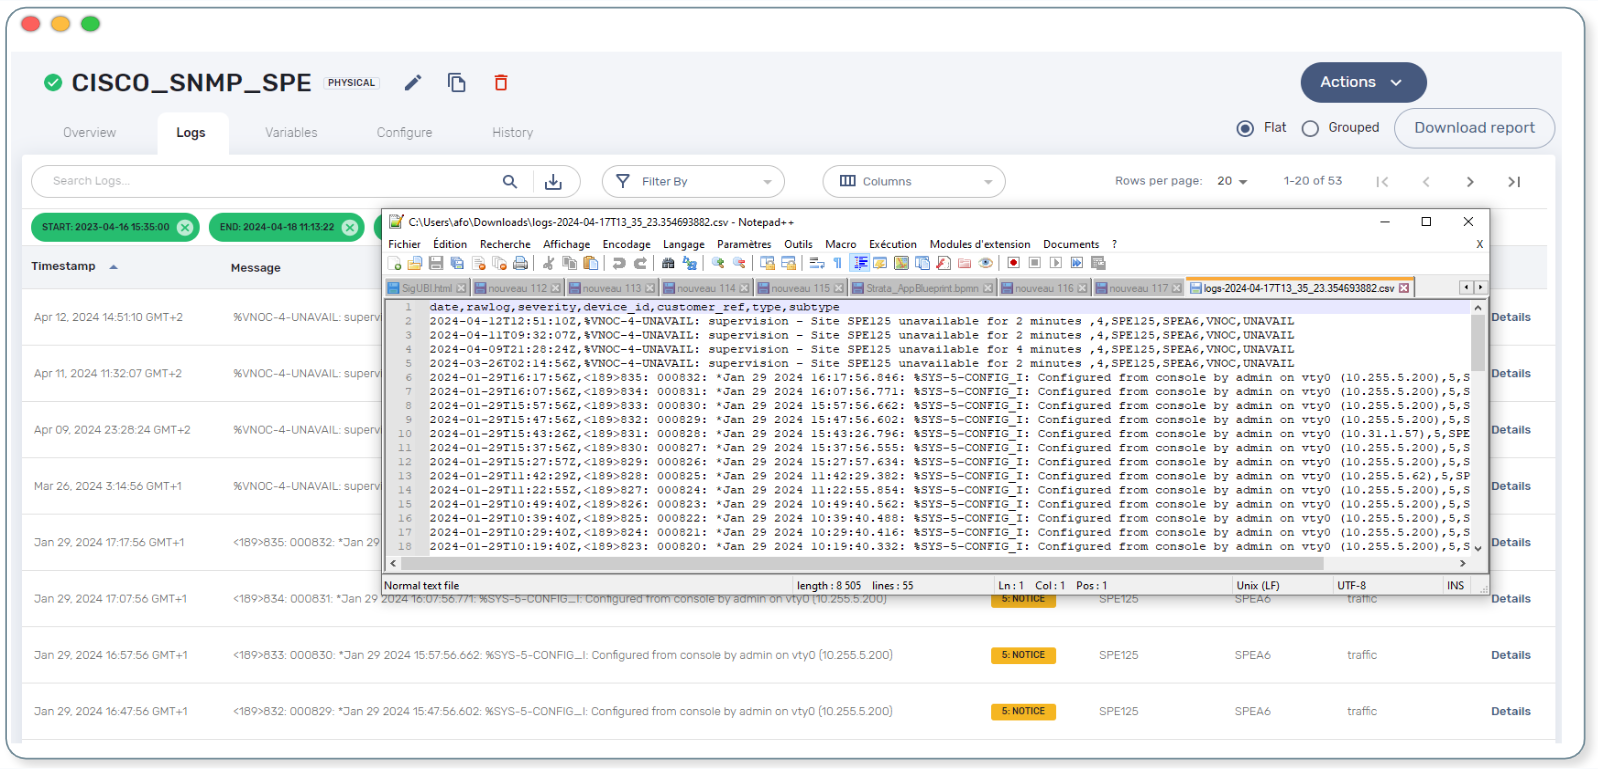 CISCO_SNMP_SPE PHYSICAL
Actions
Overview Logs Variables Configure History
Flat Grouped Download report
Search Logs... Filter By Columns Rows per page: 20 1-20 of 53
START: 2023-04-16 15:35:00 END: 2024-04-18 11:13:22
Timestamp Message
C:\Users\afo\Downloads\logs-2024-04-17T13_35_23.354693882.csv - Notepad++
Fichier Édition Recherche Affichage Encodage Langage Paramètres Outils Macro Exécution Modules d'extension Documents ? X
SigUBI.html nouveau 112 nouveau 113 nouveau 114 nouveau 115 Strata_AppBlueprint.bpmn nouveau 116 nouveau 117 logs-2024-04-17T13_35_23.354693882.csv
1 date,rawlog,severity,device_id,customer_ref,type,subtype
2 2024-04-12T12:51:10Z,%VNOC-4-UNAVAIL: supervision - Site SPE125 unavailable for 2 minutes ,4,SPE125,SPEA6,VNOC,UNAVAIL
3 2024-04-11T09:32:07Z,%VNOC-4-UNAVAIL: supervision - Site SPE125 unavailable for 2 minutes ,4,SPE125,SPEA6,VNOC,UNAVAIL
4 2024-04-09T21:28:24Z,%VNOC-4-UNAVAIL: supervision - Site SPE125 unavailable for 4 minutes ,4,SPE125,SPEA6,VNOC,UNAVAIL
5 2024-03-26T02:14:56Z,%VNOC-4-UNAVAIL: supervision - Site SPE125 unavailable for 2 minutes ,4,SPE125,SPEA6,VNOC,UNAVAIL
6 2024-01-29T16:17:56Z,<189>835: 000832: *Jan 29 2024 16:17:56.846: %SYS-5-CONFIG_I: Configured from console by admin on vty0 (10.255.5.200),5,S
7 2024-01-29T16:07:56Z,<189>834: 000831: *Jan 29 2024 16:07:56.771: %SYS-5-CONFIG_I: Configured from console by admin on vty0 (10.255.5.200),5,S
8 2024-01-29T15:57:56Z,<189>833: 000830: *Jan 29 2024 15:57:56.662: %SYS-5-CONFIG_I: Configured from console by admin on vty0 (10.255.5.200),5,S
9 2024-01-29T15:47:56Z,<189>832: 000829: *Jan 29 2024 15:47:56.602: %SYS-5-CONFIG_I: Configured from console by admin on vty0 (10.255.5.200),5,S
10 2024-01-29T15:43:26Z,<189>831: 000828: *Jan 29 2024 15:43:26.796: %SYS-5-CONFIG_I: Configured from console by admin on vty0 (10.31.1.57),5,SPE
11 2024-01-29T15:37:56Z,<189>830: 000827: *Jan 29 2024 15:37:56.555: %SYS-5-CONFIG_I: Configured from console by admin on vty0 (10.255.5.200),5,S
12 2024-01-29T15:27:57Z,<189>829: 000826: *Jan 29 2024 15:27:57.634: %SYS-5-CONFIG_I: Configured from console by admin on vty0 (10.255.5.200),5,S
13 2024-01-29T11:42:29Z,<189>828: 000825: *Jan 29 2024 11:42:29.382: %SYS-5-CONFIG_I: Configured from console by admin on vty0 (10.255.5.62),5,SP
14 2024-01-29T11:22:55Z,<189>827: 000824: *Jan 29 2024 11:22:55.854: %SYS-5-CONFIG_I: Configured from console by admin on vty0 (10.255.5.200),5,S
15 2024-01-29T10:49:40Z,<189>826: 000823: *Jan 29 2024 10:49:40.562: %SYS-5-CONFIG_I: Configured from console by admin on vty0 (10.255.5.200),5,S
16 2024-01-29T10:39:40Z,<189>825: 000822: *Jan 29 2024 10:39:40.488: %SYS-5-CONFIG_I: Configured from console by admin on vty0 (10.255.5.200),5,S
17 2024-01-29T10:29:40Z,<189>824: 000821: *Jan 29 2024 10:29:40.416: %SYS-5-CONFIG_I: Configured from console by admin on vty0 (10.255.5.200),5,S
18 2024-01-29T10:19:40Z,<189>823: 000820: *Jan 29 2024 10:19:40.332: %SYS-5-CONFIG_I: Configured from console by admin on vty0 (10.255.5.200),5,S
Normal text file length : 8 505 lines : 55 Ln : 1 Col : 1 Pos : 1 Unix (LF) UTF-8 INS
Apr 12, 2024 14:51:10 GMT+2 %VNOC-4-UNAVAIL: superv Details
Apr 11, 2024 11:32:07 GMT+2 %VNOC-4-UNAVAIL: superv Details
Apr 09, 2024 23:28:24 GMT+2 %VNOC-4-UNAVAIL: superv Details
Mar 26, 2024 3:14:56 GMT+1 %VNOC-4-UNAVAIL: superv Details
Jan 29, 2024 17:17:56 GMT+1 <189>835: 000832: *Jan 29 Details
Jan 29, 2024 17:07:56 GMT+1 <189>834: 000831: *Jan 29 2024 16:07:56.771: %SYS-5-CONFIG_I: Configured from console by admin on vty0 (10.255.5.200) 5: NOTICE SPE125 SPEA6 traffic Details
Jan 29, 2024 16:57:56 GMT+1 <189>833: 000830: *Jan 29 2024 15:57:56.662: %SYS-5-CONFIG_I: Configured from console by admin on vty0 (10.255.5.200) 5: NOTICE SPE125 SPEA6 traffic Details
Jan 29, 2024 16:47:56 GMT+1 <189>832: 000829: *Jan 29 2024 15:47:56.602: %SYS-5-CONFIG_I: Configured from console by admin on vty0 (10.255.5.200) 5: NOTICE SPE125 SPEA6 traffic Details